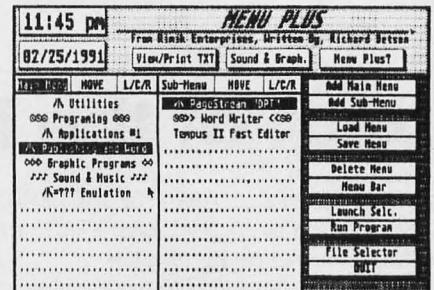 11:45 pm
02/25/1991
MENU PLUS
From Rimik Enterprises, Written By, Richard Betson
View/Print TXT
Sound & Graph.
Menu Plus?
MOVE L/C/R
Sub-Menu MOVE L/C/R
Utilities
Programing
Applications #1
Publishing and Word
Graphic Programs
Sound & Music
=??? Emulation
PageStream 'DPT'
Word Writer
Tempus II Fast Editor
Add Main Menu
Add Sub-Menu
Load Menu
Save Menu
Delete Menu
Menu Bar
Launch Selc.
Run Program
File Selector
QUIT